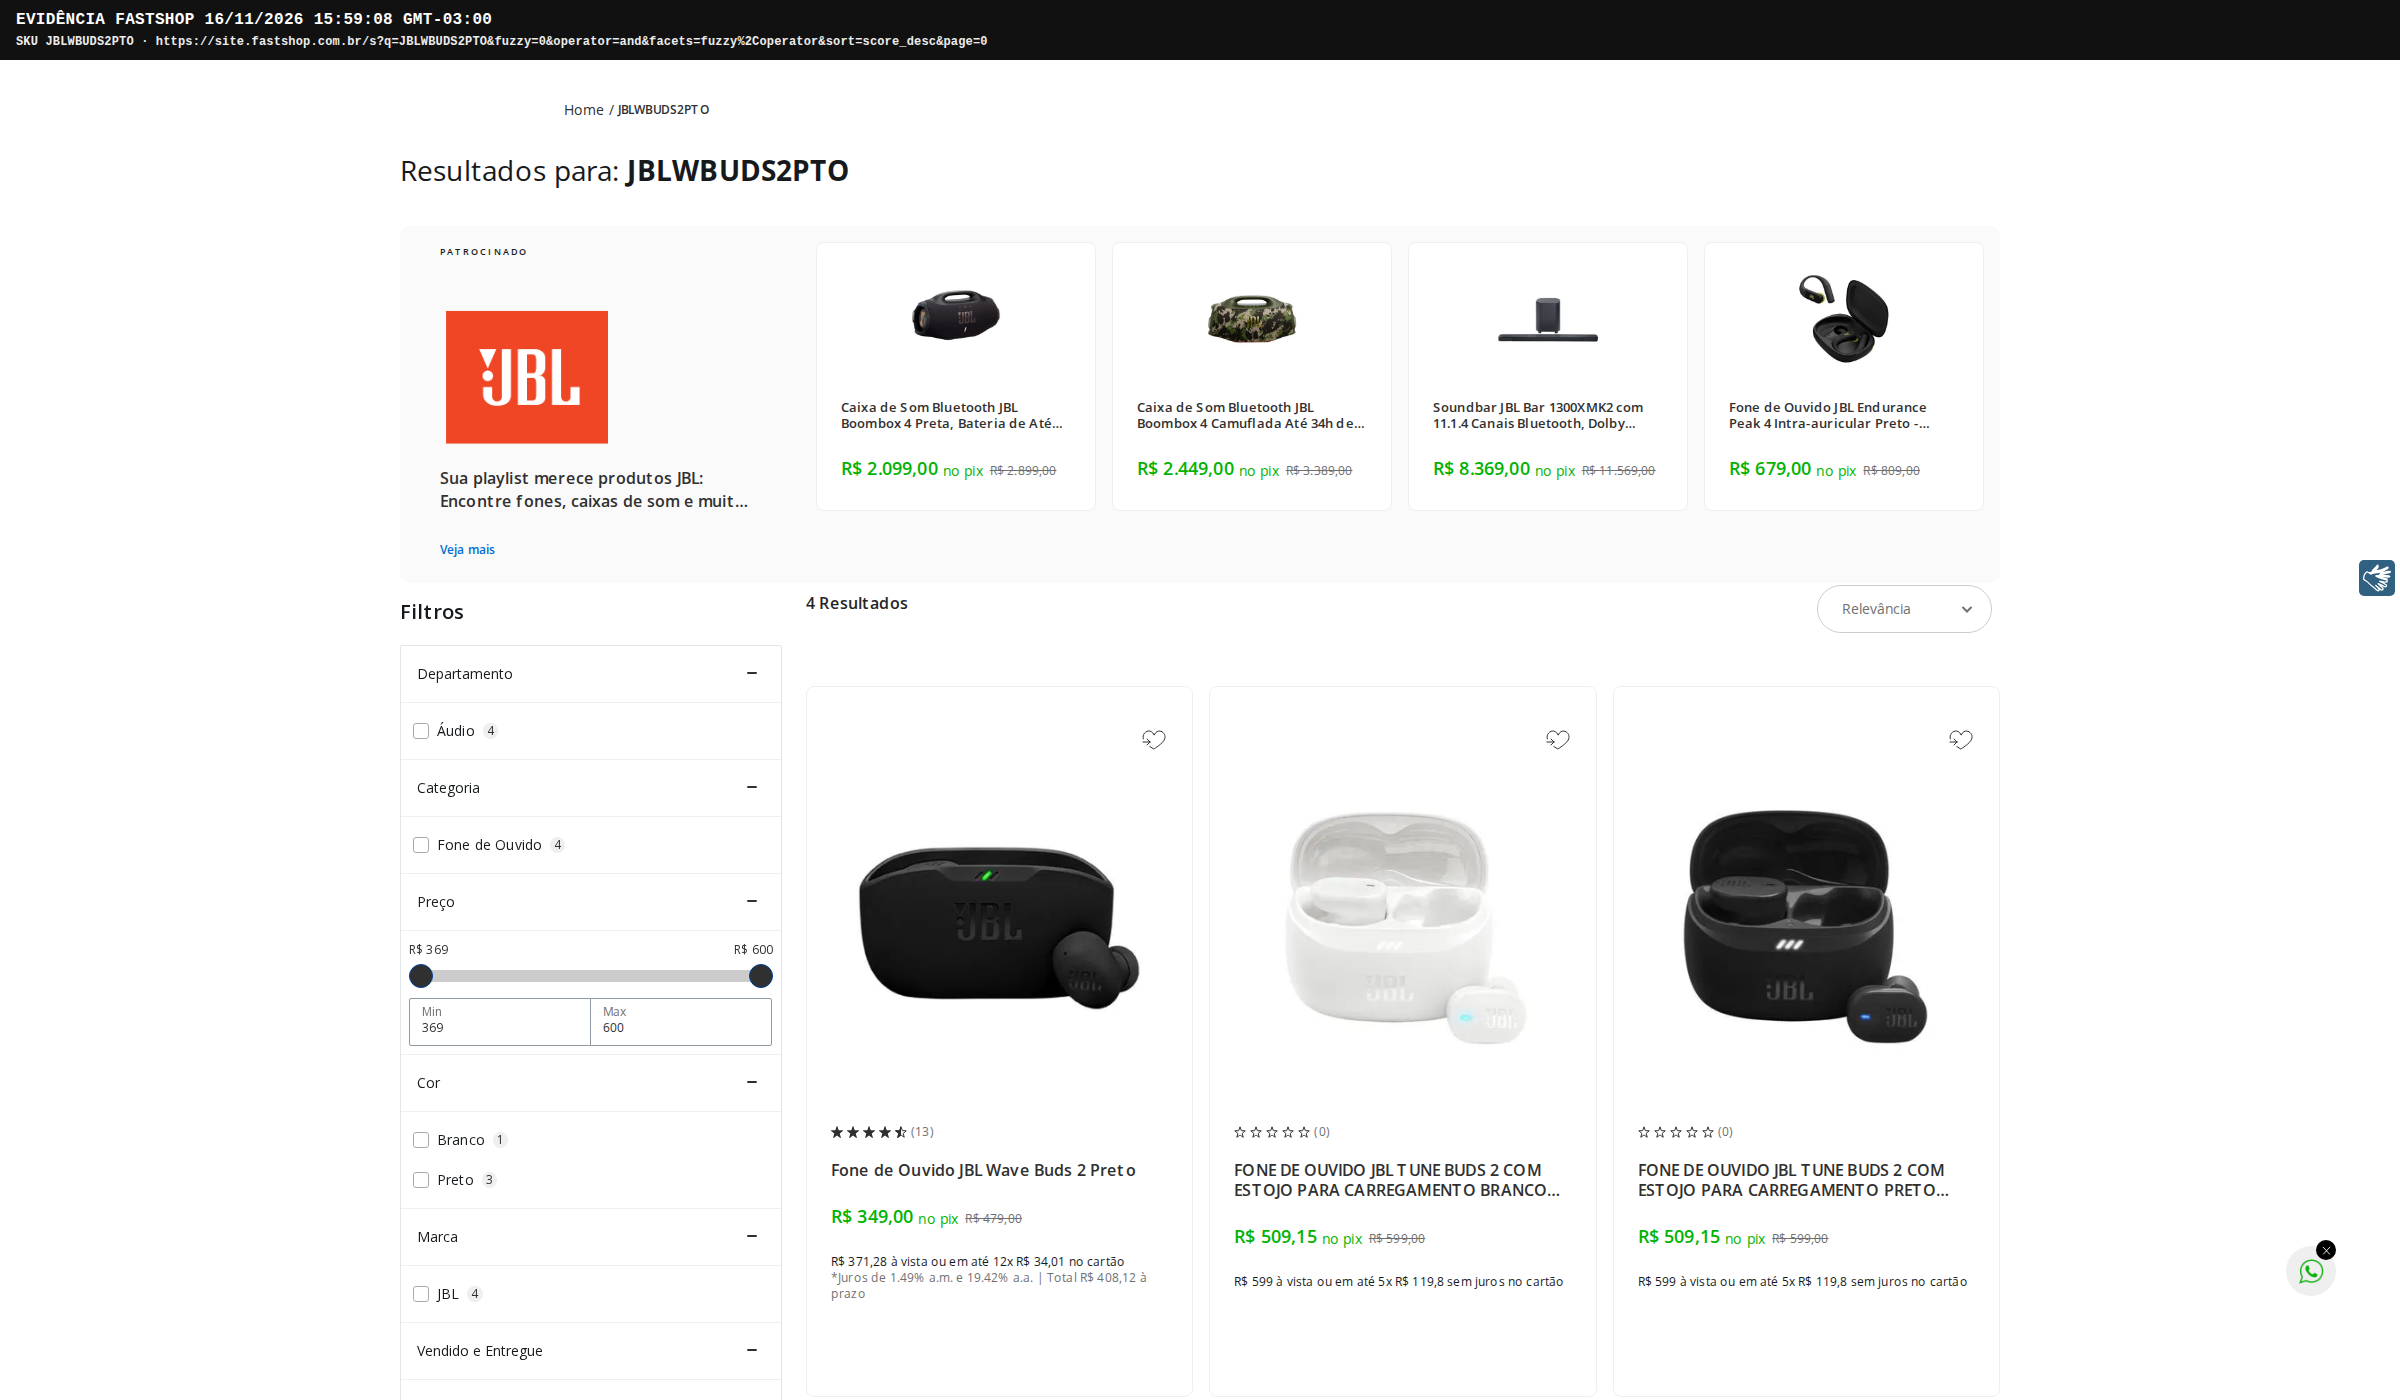 EVIDÊNCIA FASTSHOP 16/11/2026 15:59:08 GMT-03:00
SKU JBLWBUDS2PTO · https://site.fastshop.com.br/s?q=JBLWBUDS2PTO&fuzzy=0&operator=and&facets=fuzzy%2Coperator&sort=score_desc&page=0
Home / JBLWBUDS2PTO
Resultados para: JBLWBUDS2PTO
PATROCINADO
JBL
Sua playlist merece produtos JBL:
Encontre fones, caixas de som e muit...
Veja mais
Caixa de Som Bluetooth JBL
Boombox 4 Preta, Bateria de Até...
R$ 2.099,00 no pix R$ 2.899,00
Caixa de Som Bluetooth JBL
Boombox 4 Camuflada Até 34h de...
R$ 2.449,00 no pix R$ 3.389,00
Soundbar JBL Bar 1300XMK2 com
11.1.4 Canais Bluetooth, Dolby...
R$ 8.369,00 no pix R$ 11.569,00
Fone de Ouvido JBL Endurance
Peak 4 Intra-auricular Preto -...
R$ 679,00 no pix R$ 809,00
Filtros
4 Resultados
Relevância
Departamento
Áudio 4
Categoria
Fone de Ouvido 4
Preço
R$ 369 R$ 600
Min Max
369 600
Cor
Branco 1
Preto 3
Marca
JBL 4
Vendido e Entregue
JBL
JBL
(13)
Fone de Ouvido JBL Wave Buds 2 Preto
R$ 349,00 no pix R$ 479,00
R$ 371,28 à vista ou em até 12x R$ 34,01 no cartão
*Juros de 1.49% a.m. e 19.42% a.a. | Total R$ 408,12 à
prazo
JBL
JBL
(0)
FONE DE OUVIDO JBL TUNE BUDS 2 COM
ESTOJO PARA CARREGAMENTO BRANCO...
R$ 509,15 no pix R$ 599,00
R$ 599 à vista ou em até 5x R$ 119,8 sem juros no cartão
JBL
JBL
(0)
FONE DE OUVIDO JBL TUNE BUDS 2 COM
ESTOJO PARA CARREGAMENTO PRETO...
R$ 509,15 no pix R$ 599,00
R$ 599 à vista ou em até 5x R$ 119,8 sem juros no cartão